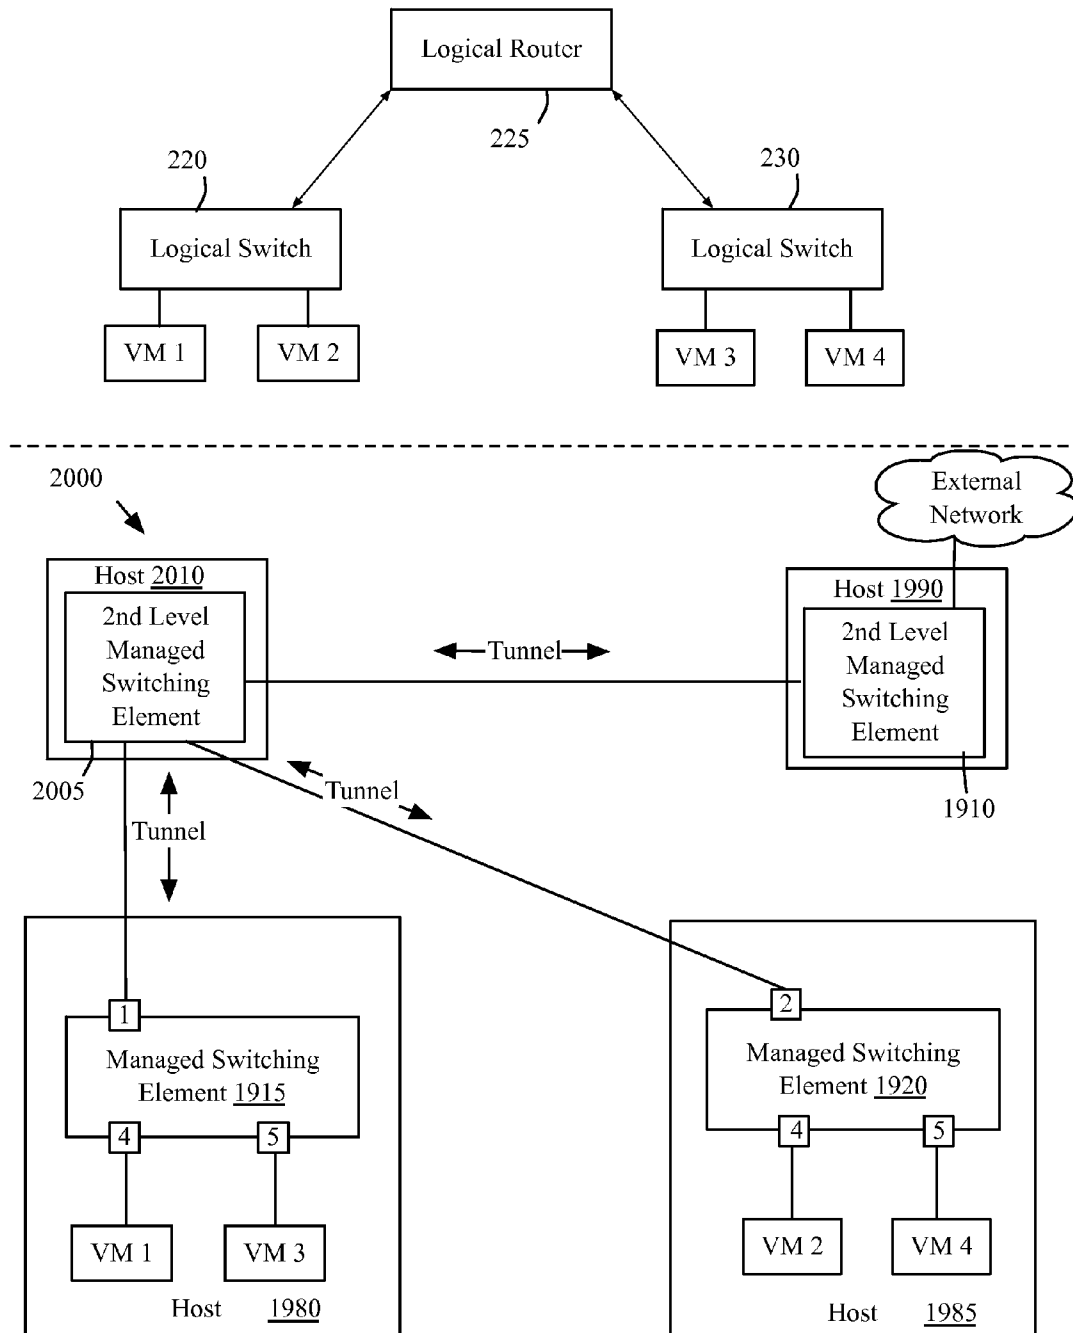 Logical Router
225
220
230
Logical Switch
Logical Switch
VM 1
VM 2
VM 3
VM 4
2000
External
Network
Host 2010
2nd Level
Managed
Switching
Element
2005
Host 1990
2nd Level
Managed
Switching
Element
1910
Tunnel
Tunnel
Tunnel
1
Managed Switching
Element 1915
4
5
VM 1
VM 3
Host 1980
2
Managed Switching
Element 1920
4
5
VM 2
VM 4
Host 1985